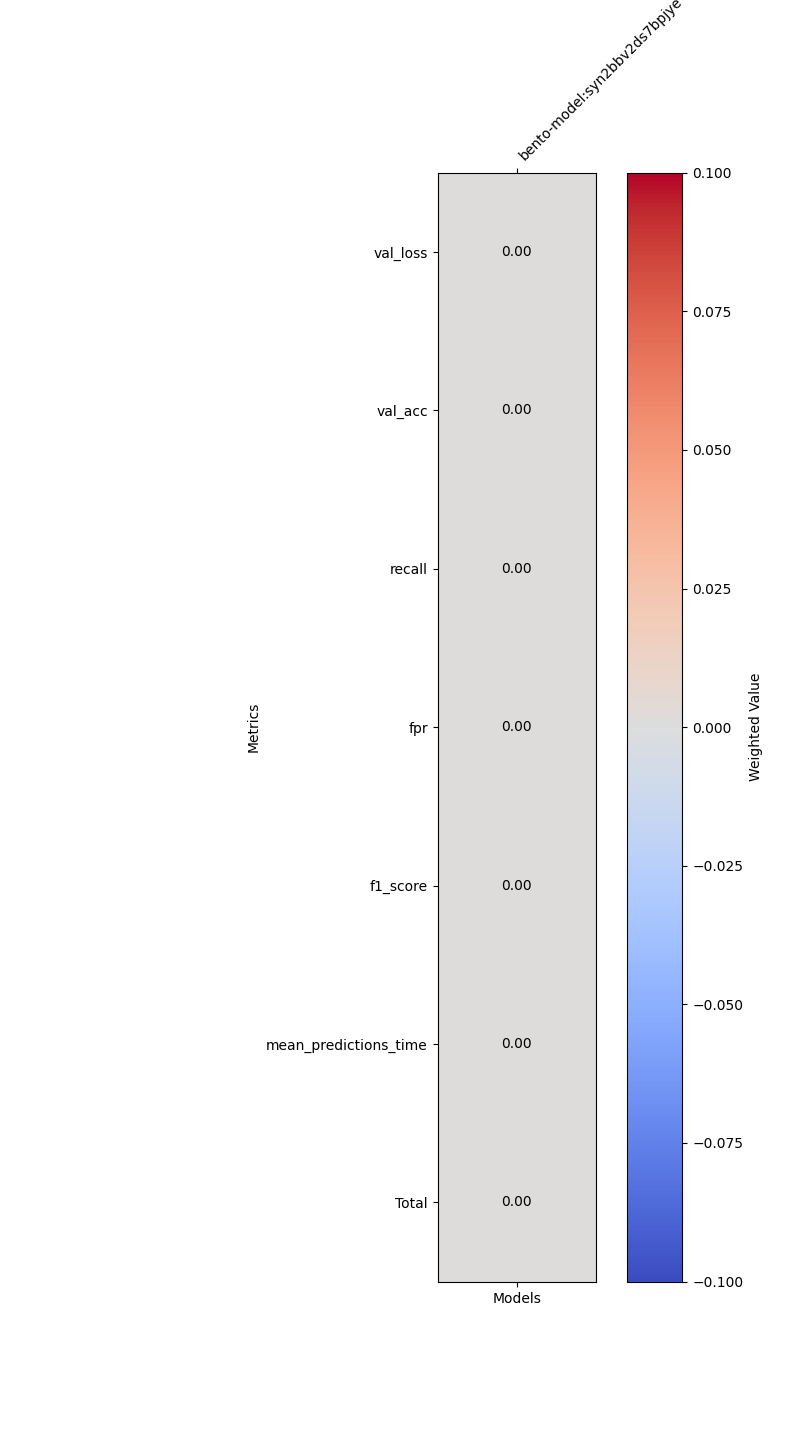 bento-model:syn2bbv2ds7bpjye
val_loss 0.00
val_acc 0.00
recall 0.00
fpr 0.00
f1_score 0.00
mean_predictions_time 0.00
Total 0.00
Metrics
Models
0.100
0.075
0.050
0.025
0.000
−0.025
−0.050
−0.075
−0.100
Weighted Value